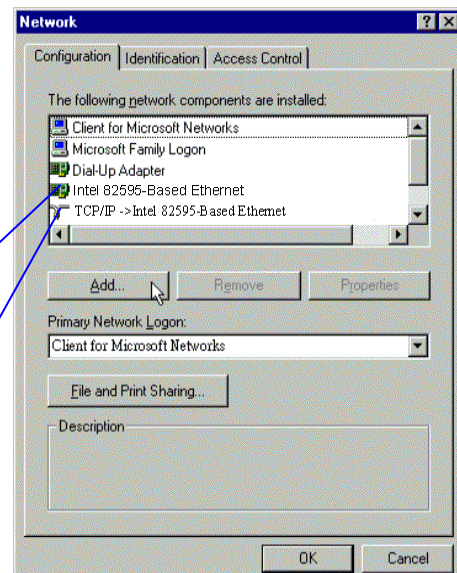 Network
Configuration Identification Access Control
The following network components are installed:
Client for Microsoft Networks
Microsoft Family Logon
Dial-Up Adapter
Intel 82595-Based Ethernet
TCP/IP ->Intel 82595-Based Ethernet
Add... Remove Properties
Primary Network Logon:
Client for Microsoft Networks
File and Print Sharing...
Description
OK Cancel